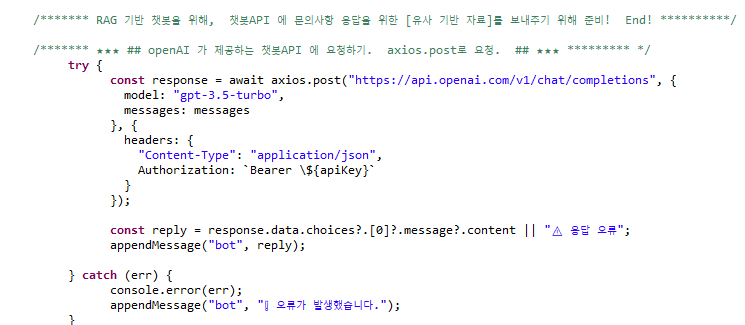 /******* RAG 기반 챗봇을 위해,  챗봇API 에 문의사항 응답을 위한 [유사 기반 자료]를 보내주기 위해 준비!  End! **********/
/******* ★★★ ## openAI 가 제공하는 챗봇API 에 요청하기.  axios.post로 요청.  ## ★★★ ********* */
try {
const response = await axios.post("https://api.openai.com/v1/chat/completions", {
model: "gpt-3.5-turbo",
messages: messages
}, {
headers: {
"Content-Type": "application/json",
Authorization: `Bearer \${apiKey}`
}
});
const reply = response.data.choices?.[0]?.message?.content || "⚠ 응답 오류";
appendMessage("bot", reply);
} catch (err) {
console.error(err);
appendMessage("bot", "오류가 발생했습니다.");
}